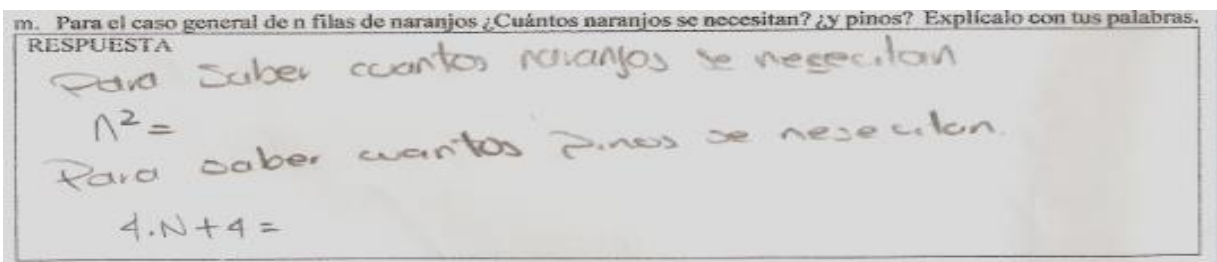 m. Para el caso general de n filas de naranjos ¿Cuántos naranjos se necesitan? ¿y pinos? Explícalo con tus palabras.
RESPUESTA
Para Saber cuantos naranjos se nececitan
n² =
Para saber cuantos Pinos se nesecitan.
4.N+4=